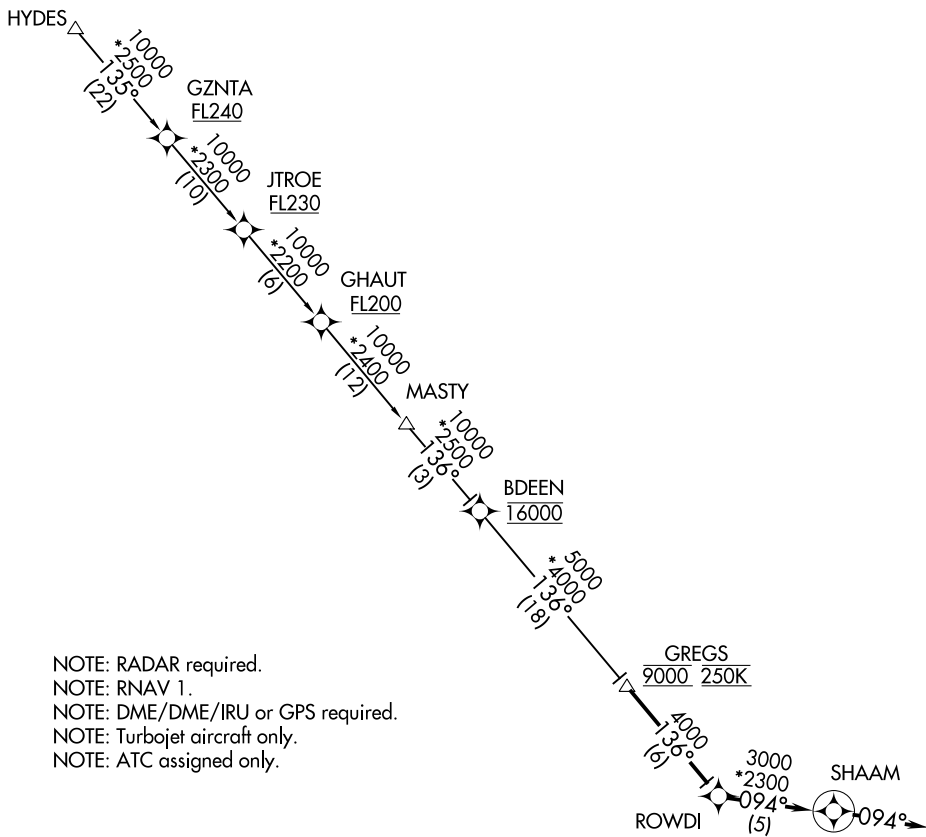 HYDES
10000
*2500
135°
(22)
GZNTA
FL240
10000
*2300
(10)
JTROE
FL230
10000
*2200
(6)
GHAUT
FL200
10000
*2400
(12)
MASTY
10000
*2500
136°
(3)
BDEEN
16000
5000
*4000
136°
(18)
GREGS
9000 250K
4000
136°
(6)
ROWDI
3000
*2300
094°
(5)
SHAAM
094°
NOTE: RADAR required.
NOTE: RNAV 1.
NOTE: DME/DME/IRU or GPS required.
NOTE: Turbojet aircraft only.
NOTE: ATC assigned only.